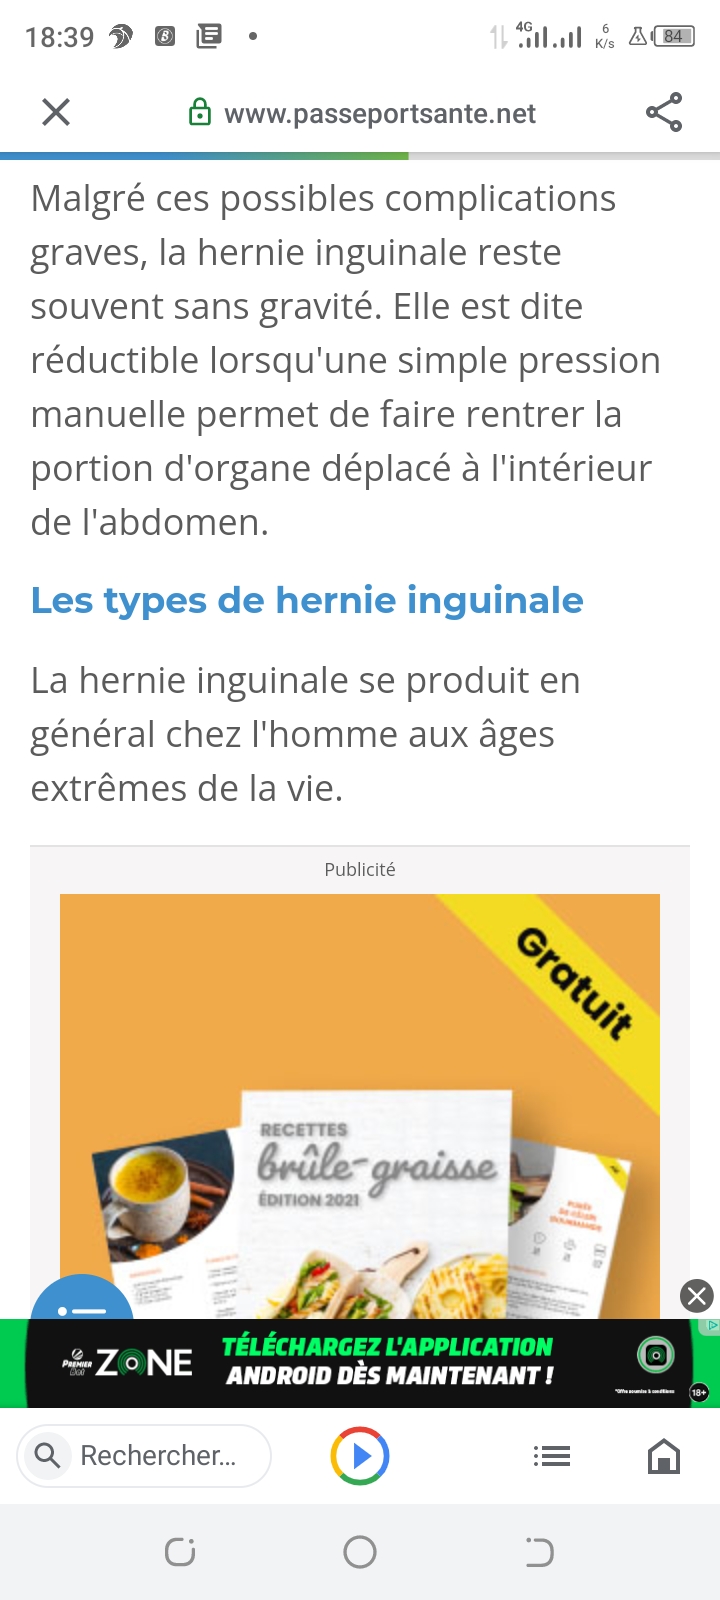 18:39
4G
6
K/s
84
www.passeportsante.net
Malgré ces possibles complications
graves, la hernie inguinale reste
souvent sans gravité. Elle est dite
réductible lorsqu'une simple pression
manuelle permet de faire rentrer la
portion d'organe déplacé à l'intérieur
de l'abdomen.
Les types de hernie inguinale
La hernie inguinale se produit en
général chez l'homme aux âges
extrêmes de la vie.
Publicité
Gratuit
RECETTES
brûle-graisse
ÉDITION 2021
PREMIER Bet ZONE
TÉLÉCHARGEZ L'APPLICATION
ANDROID DÈS MAINTENANT !
*Offre soumise à conditions
18+
Rechercher...